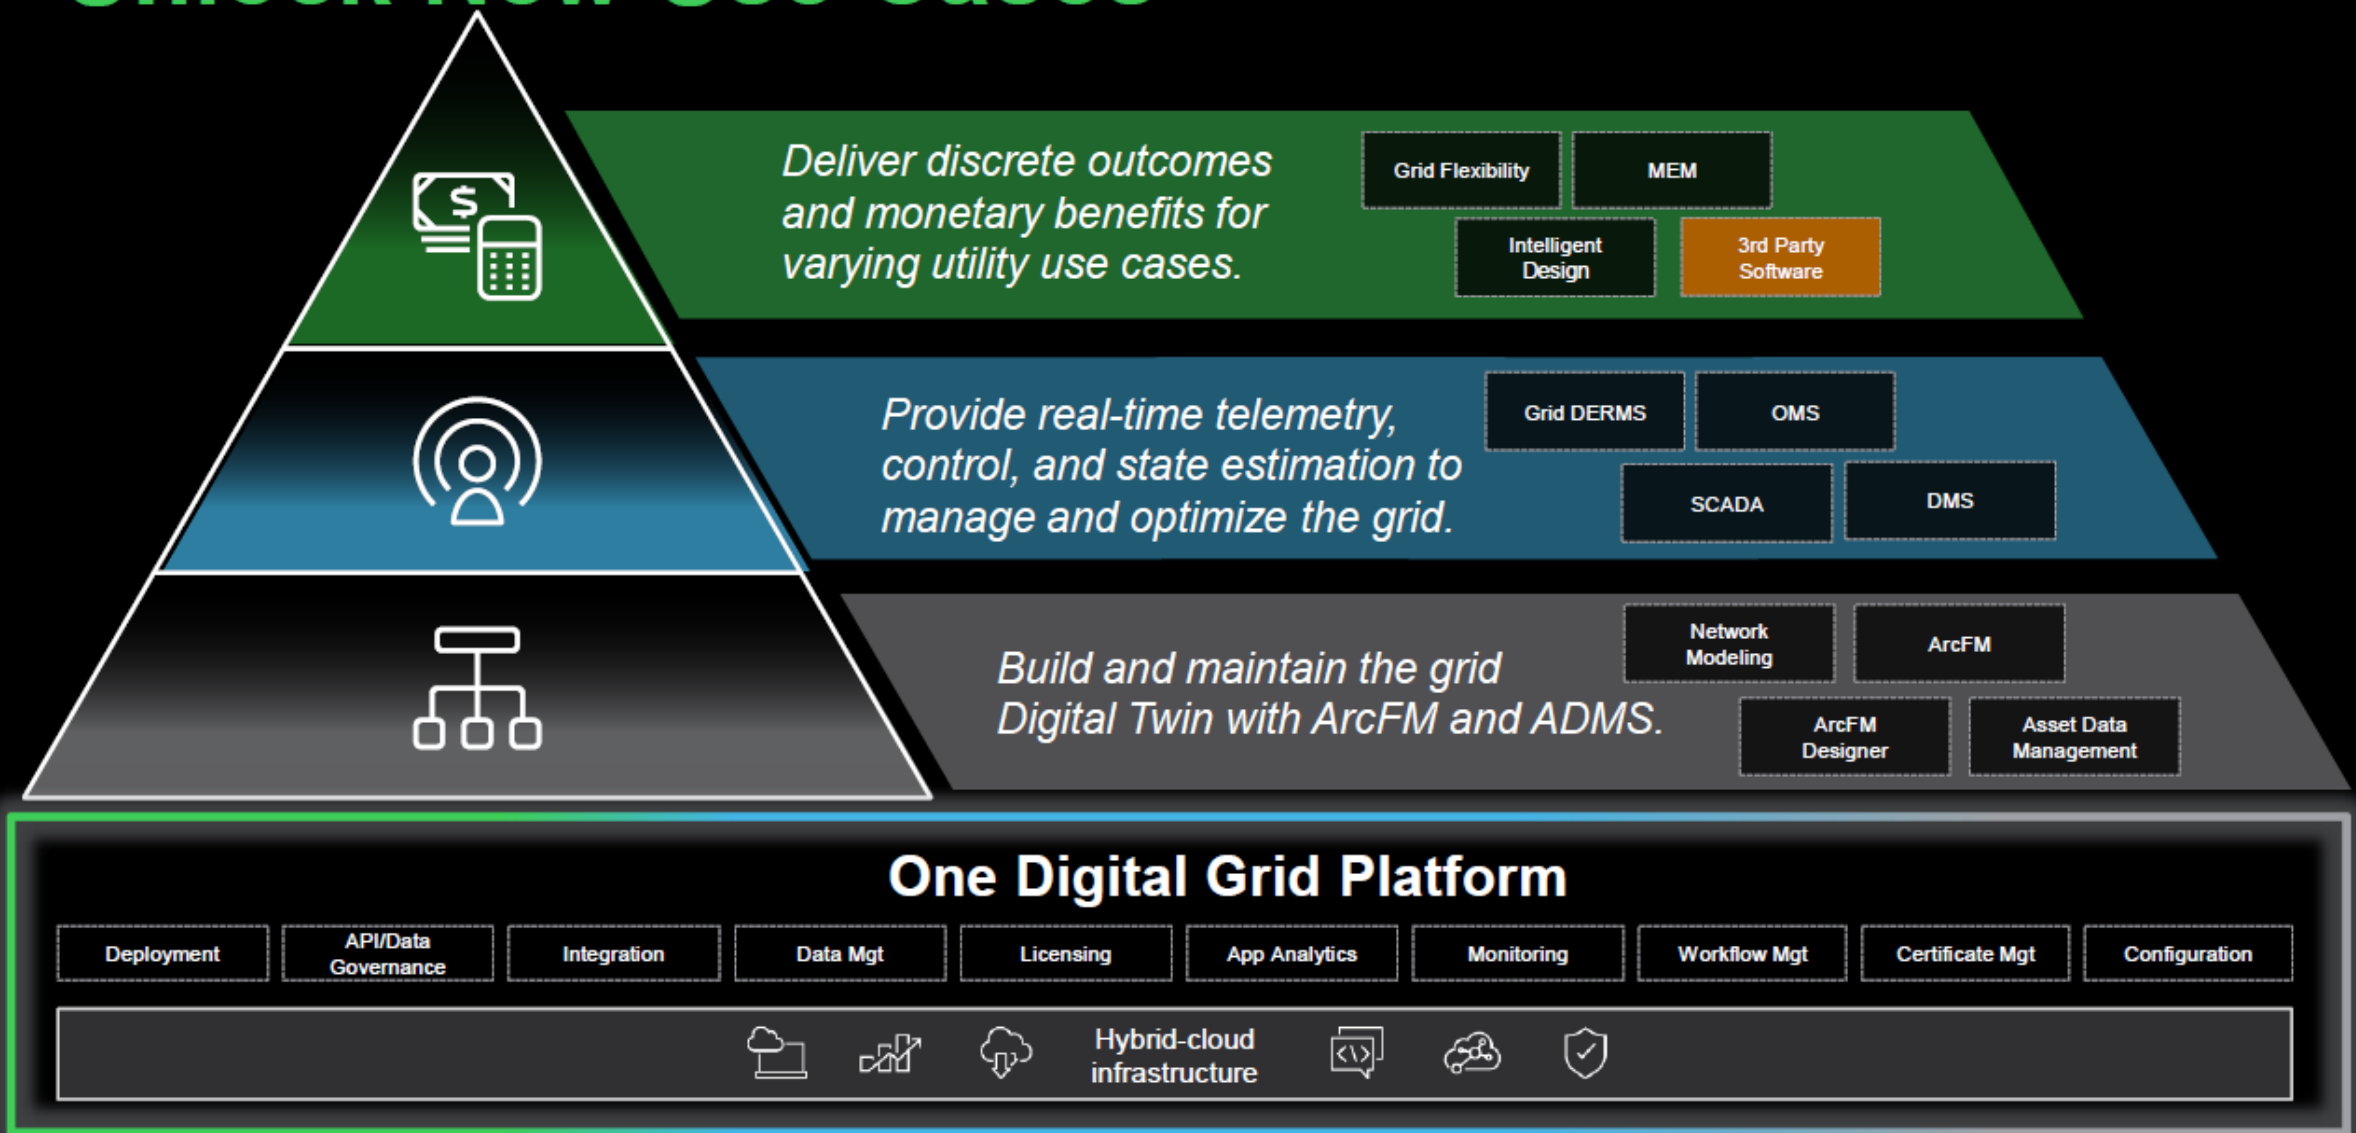 Deliver discrete outcomes
and monetary benefits for
varying utility use cases.
Grid Flexibility
MEM
Intelligent
Design
3rd Party
Software
$
Provide real-time telemetry,
control, and state estimation to
manage and optimize the grid.
Grid DERMS
OMS
SCADA
DMS
Build and maintain the grid
Digital Twin with ArcFM and ADMS.
Network
Modeling
ArcFM
ArcFM
Designer
Asset Data
Management
One Digital Grid Platform
Deployment
API/Data
Governance
Integration
Data Mgt
Licensing
App Analytics
Monitoring
Workflow Mgt
Certificate Mgt
Configuration
Hybrid-cloud
infrastructure